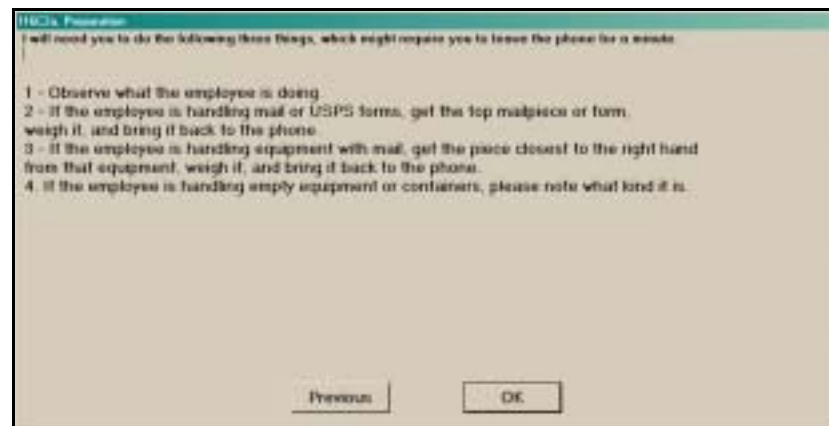 Preparation
I will need you to do the following three things, which might require you to leave the phone for a minute.
1 - Observe what the employee is doing
2 - If the employee is handling mail or USPS forms, get the top mailpiece or form,
weigh it, and bring it back to the phone.
3 - If the employee is handling equipment with mail, get the piece closest to the right hand
from that equipment, weigh it, and bring it back to the phone.
4. If the employee is handling empty equipment or containers, please note what kind it is.
Previous
OK